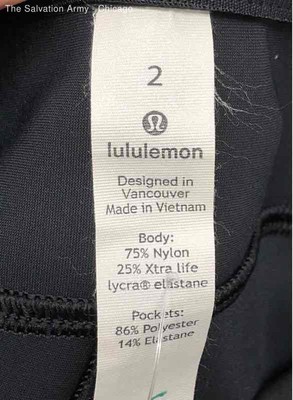 The Salvation Army - Chicago
2
lululemon
Designed in
Vancouver
Made in Vietnam
Body:
75% Nylon
25% Xtra life
lycra® elastane
Pockets:
86% Polyester
14% Elastane